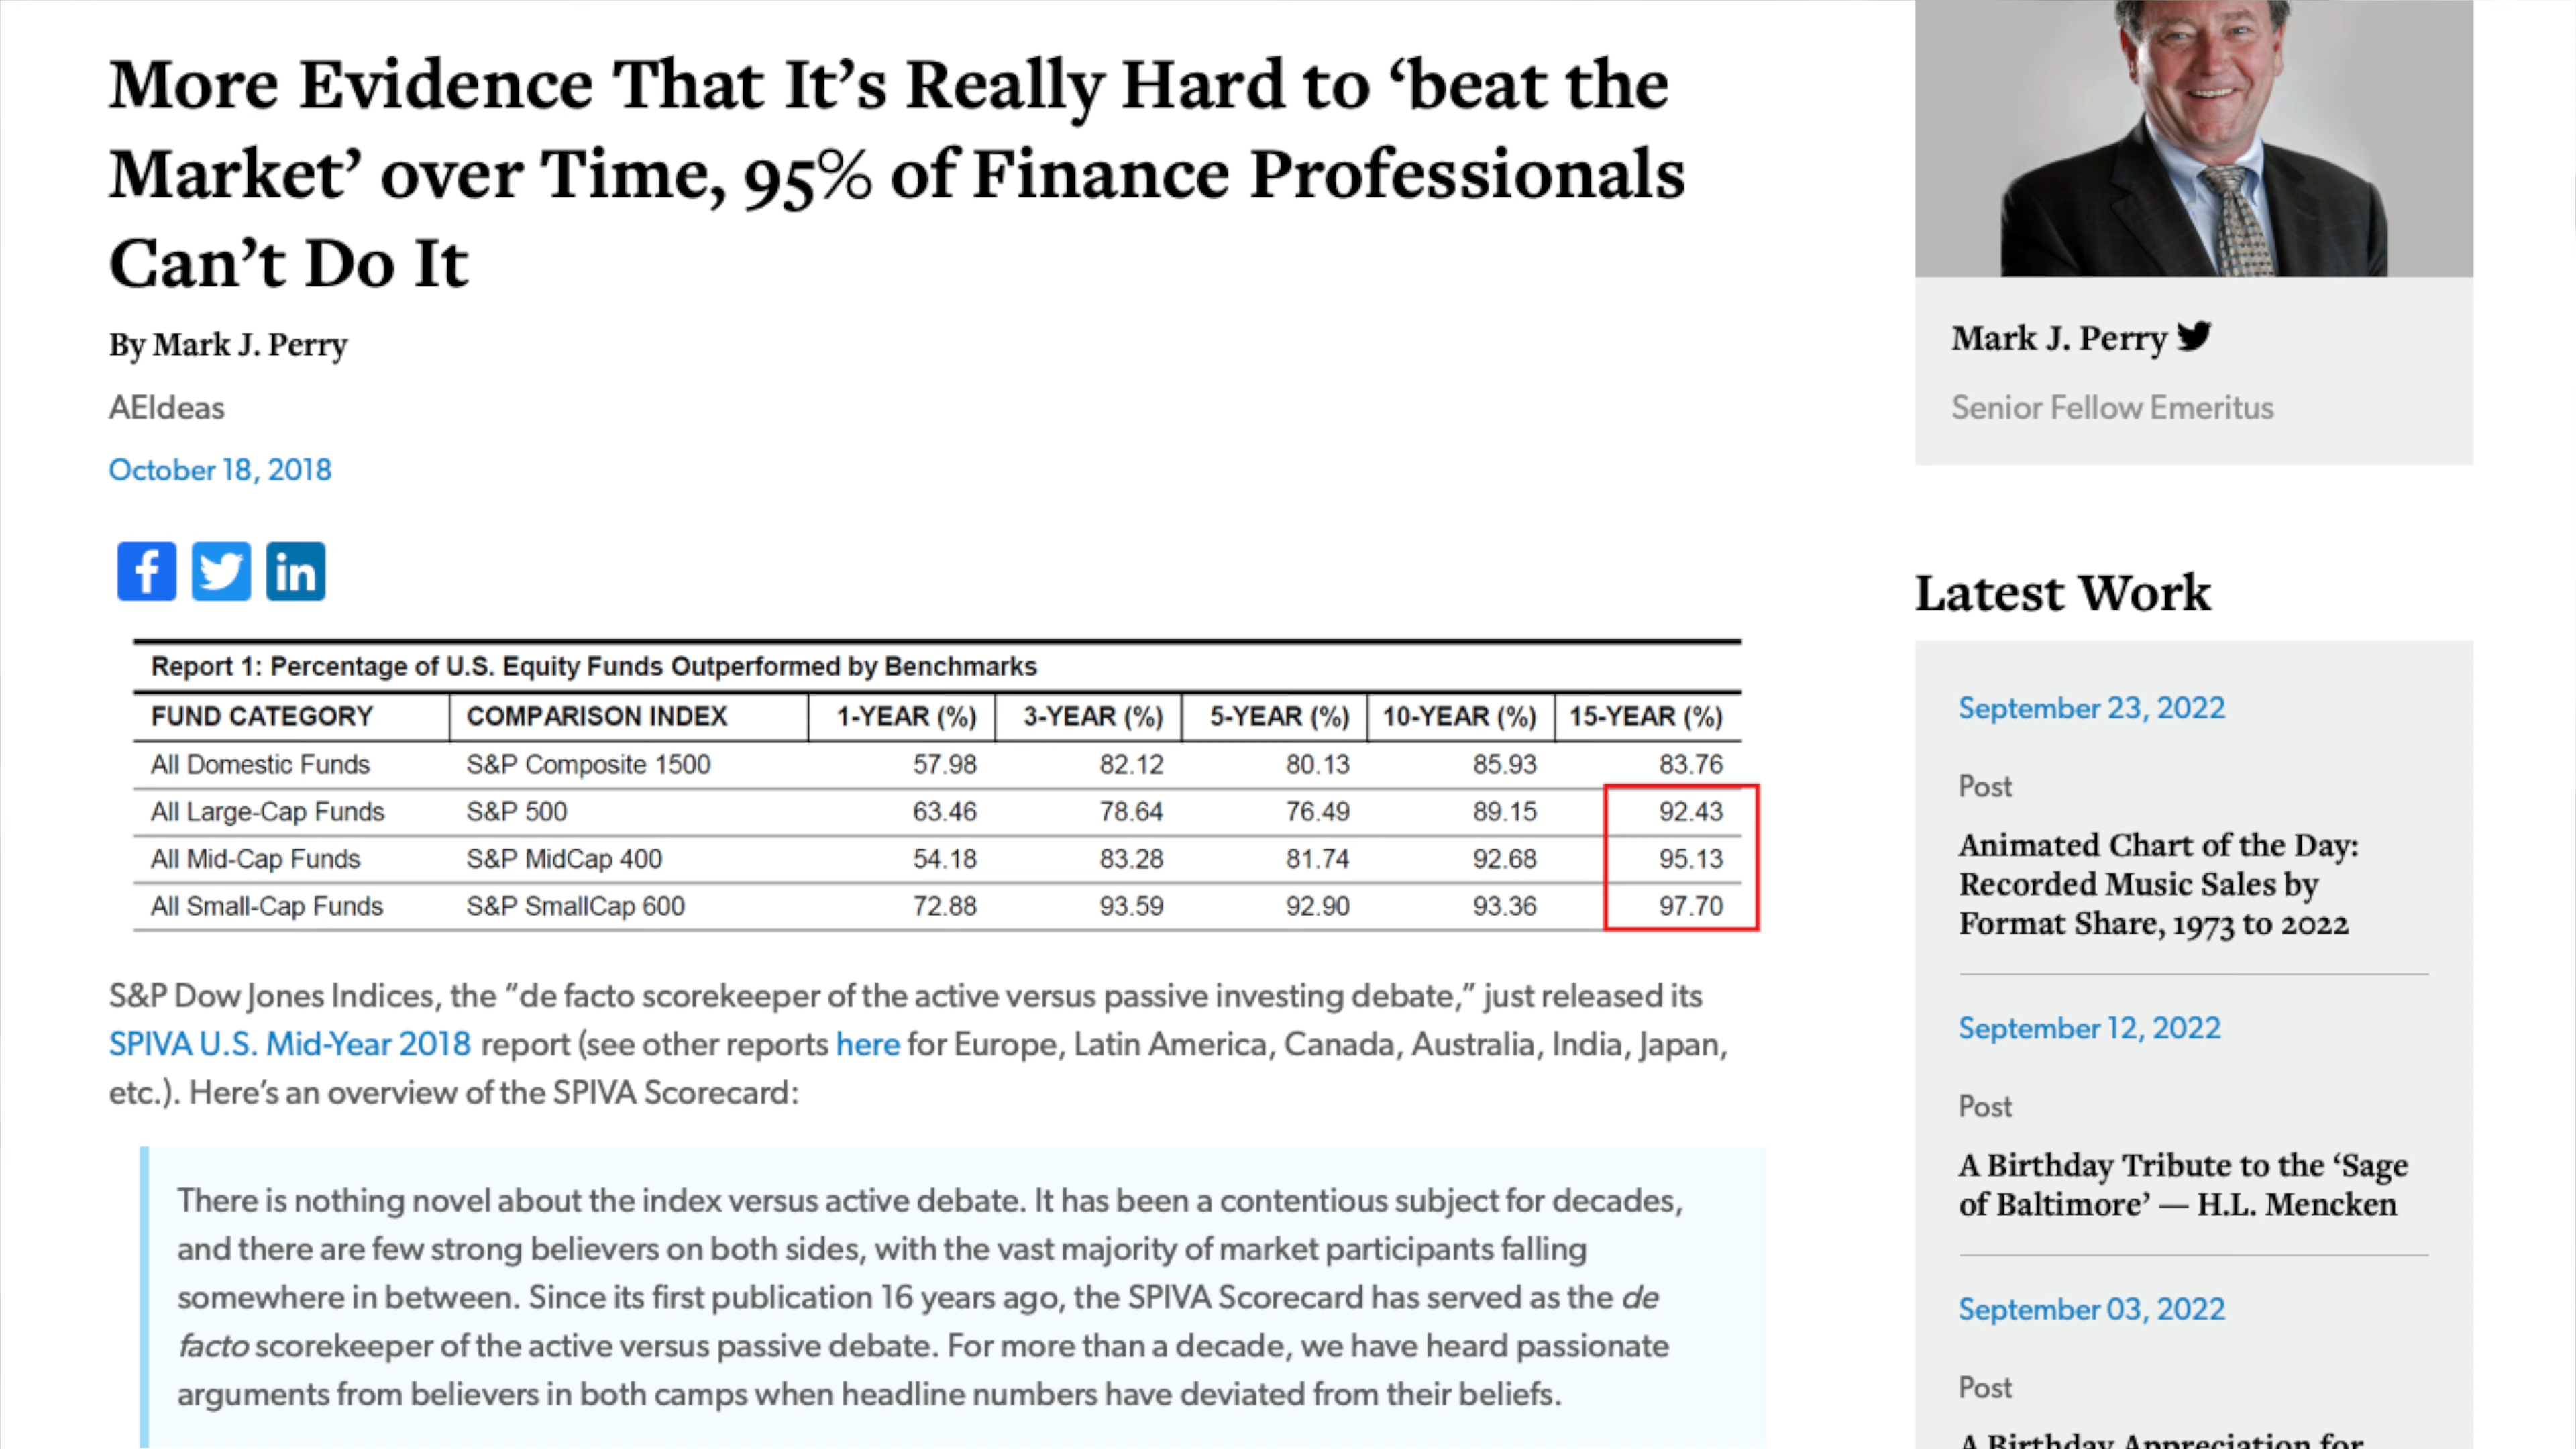 More Evidence That It’s Really Hard to ‘beat the
Market’ over Time, 95% of Finance Professionals
Can’t Do It
By Mark J. Perry
AEIdeas
October 18, 2018
Report 1: Percentage of U.S. Equity Funds Outperformed by Benchmarks
FUND CATEGORY COMPARISON INDEX 1-YEAR (%) 3-YEAR (%) 5-YEAR (%) 10-YEAR (%) 15-YEAR (%)
All Domestic Funds S&P Composite 1500 57.98 82.12 80.13 85.93 83.76
All Large-Cap Funds S&P 500 63.46 78.64 76.49 89.15 92.43
All Mid-Cap Funds S&P MidCap 400 54.18 83.28 81.74 92.68 95.13
All Small-Cap Funds S&P SmallCap 600 72.88 93.59 92.90 93.36 97.70
S&P Dow Jones Indices, the “de facto scorekeeper of the active versus passive investing debate,” just released its
SPIVA U.S. Mid-Year 2018 report (see other reports here for Europe, Latin America, Canada, Australia, India, Japan,
etc.). Here’s an overview of the SPIVA Scorecard:
There is nothing novel about the index versus active debate. It has been a contentious subject for decades,
and there are few strong believers on both sides, with the vast majority of market participants falling
somewhere in between. Since its first publication 16 years ago, the SPIVA Scorecard has served as the de
facto scorekeeper of the active versus passive debate. For more than a decade, we have heard passionate
arguments from believers in both camps when headline numbers have deviated from their beliefs.
Mark J. Perry
Senior Fellow Emeritus
Latest Work
September 23, 2022
Post
Animated Chart of the Day:
Recorded Music Sales by
Format Share, 1973 to 2022
September 12, 2022
Post
A Birthday Tribute to the ‘Sage
of Baltimore’ — H.L. Mencken
September 03, 2022
Post
A Birthday Appreciation for